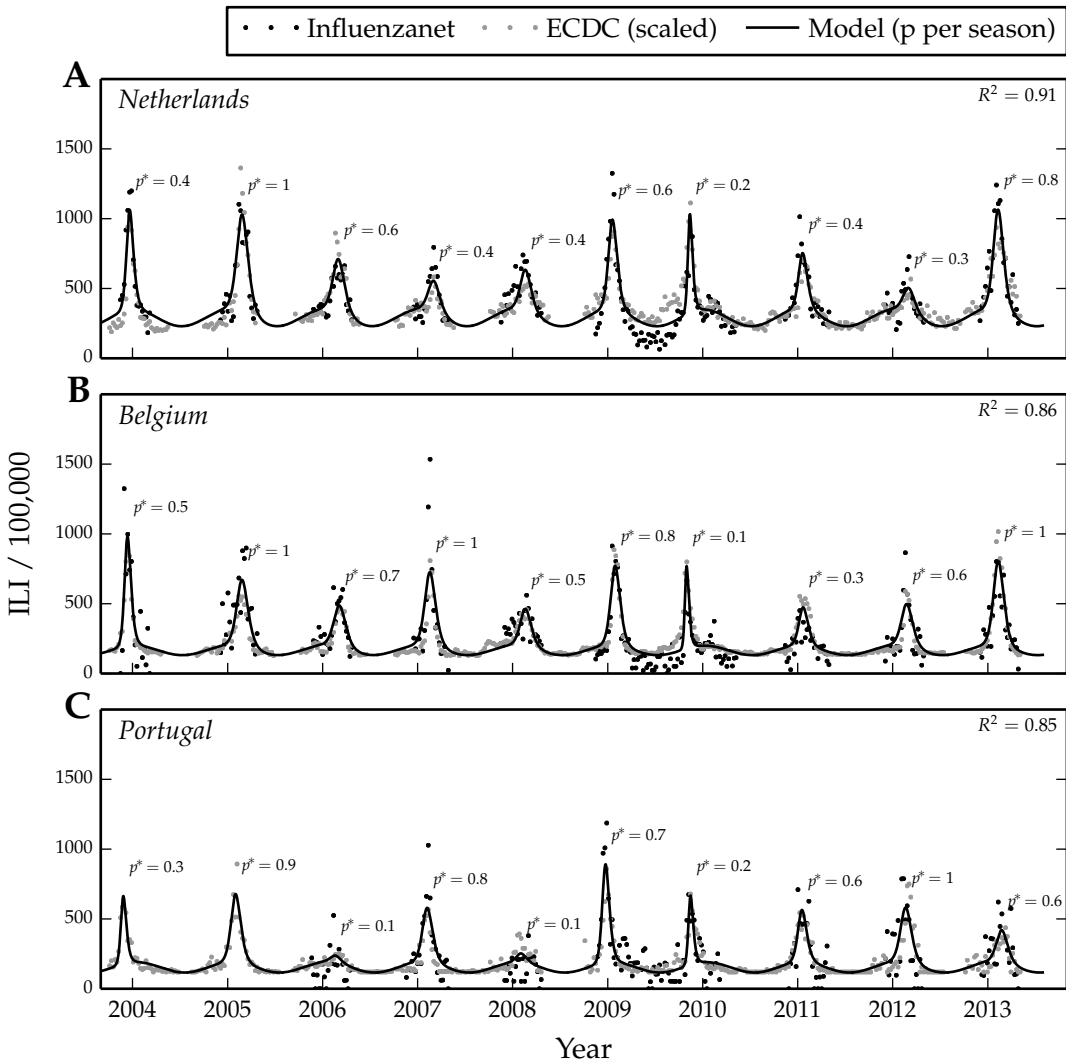 Influenzanet ECDC (scaled) Model (p per season)
A
Netherlands
R² = 0.91
1500
1000
500
0
p* = 0.4
p* = 1
p* = 0.6
p* = 0.4
p* = 0.4
p* = 0.6
p* = 0.2
p* = 0.4
p* = 0.3
p* = 0.8
B
Belgium
R² = 0.86
1500
1000
500
0
p* = 0.5
p* = 1
p* = 0.7
p* = 1
p* = 0.5
p* = 0.8
p* = 0.1
p* = 0.3
p* = 0.6
p* = 1
ILI / 100,000
C
Portugal
R² = 0.85
1500
1000
500
0
p* = 0.3
p* = 0.9
p* = 0.1
p* = 0.8
p* = 0.1
p* = 0.7
p* = 0.2
p* = 0.6
p* = 1
p* = 0.6
2004 2005 2006 2007 2008 2009 2010 2011 2012 2013
Year